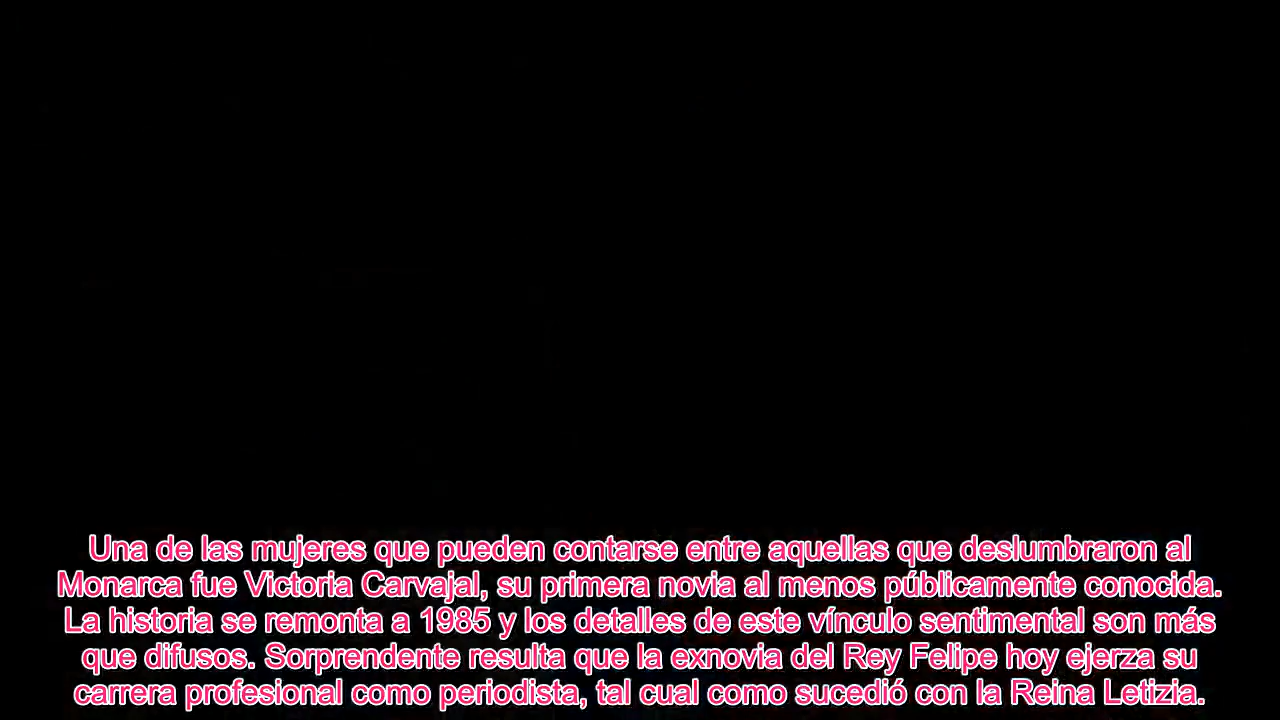 Una de las mujeres que pueden contarse entre aquellas que deslumbraron al
Monarca fue Victoria Carvajal, su primera novia al menos públicamente conocida.
La historia se remonta a 1985 y los detalles de este vínculo sentimental son más
que difusos. Sorprendente resulta que la exnovia del Rey Felipe hoy ejerza su
carrera profesional como periodista, tal cual como sucedió con la Reina Letizia.